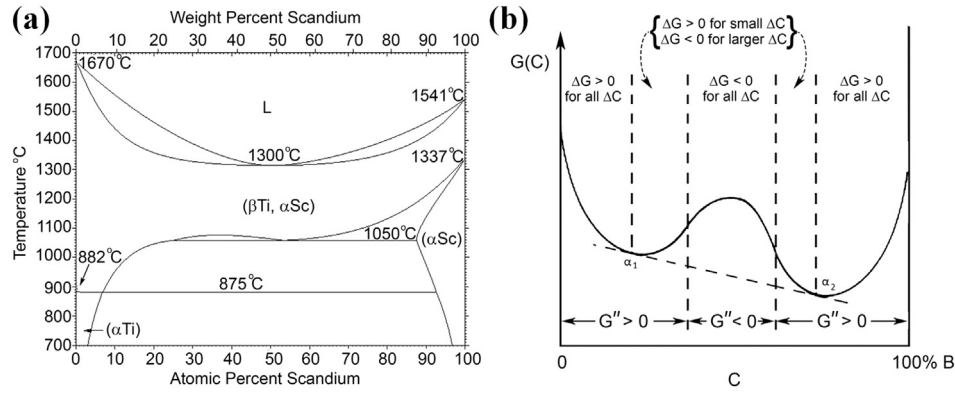 (a)
Weight Percent Scandium
0 10 20 30 40 50 60 70 80 90 100
Temperature °C
1700
1600
1500
1400
1300
1200
1100
1000
900
800
700
1670℃
L
1541℃
1300℃
1337℃
(βTi, αSc)
1050℃
(αSc)
882℃
875℃
(αTi)
0 10 20 30 40 50 60 70 80 90 100
Atomic Percent Scandium
(b)
{ΔG > 0 for small ΔC
ΔG < 0 for larger ΔC}
G(C)
ΔG > 0
for all ΔC
ΔG < 0
for all ΔC
ΔG > 0
for all ΔC
α₁
α₂
G″ > 0
G″ < 0
G″ > 0
0
C
100% B